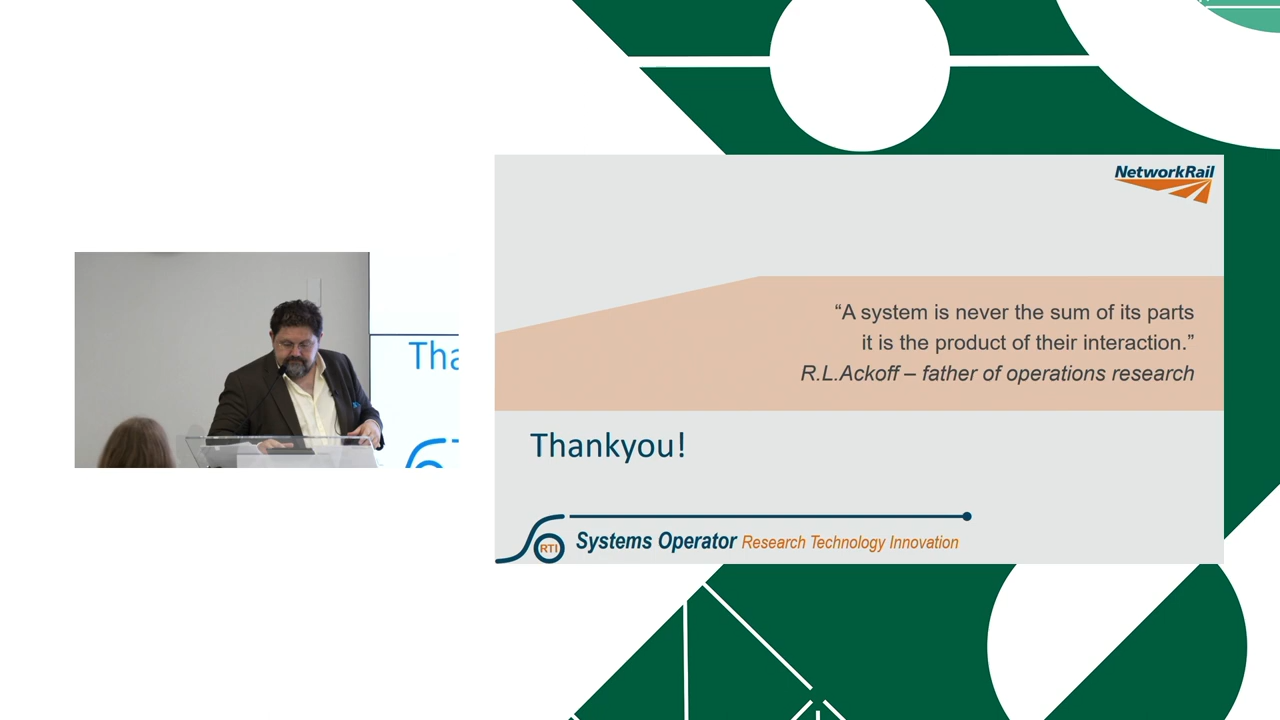 NetworkRail
“A system is never the sum of its parts
it is the product of their interaction.”
R.L.Ackoff – father of operations research
Thankyou!
RTI
Systems Operator Research Technology Innovation
Tha